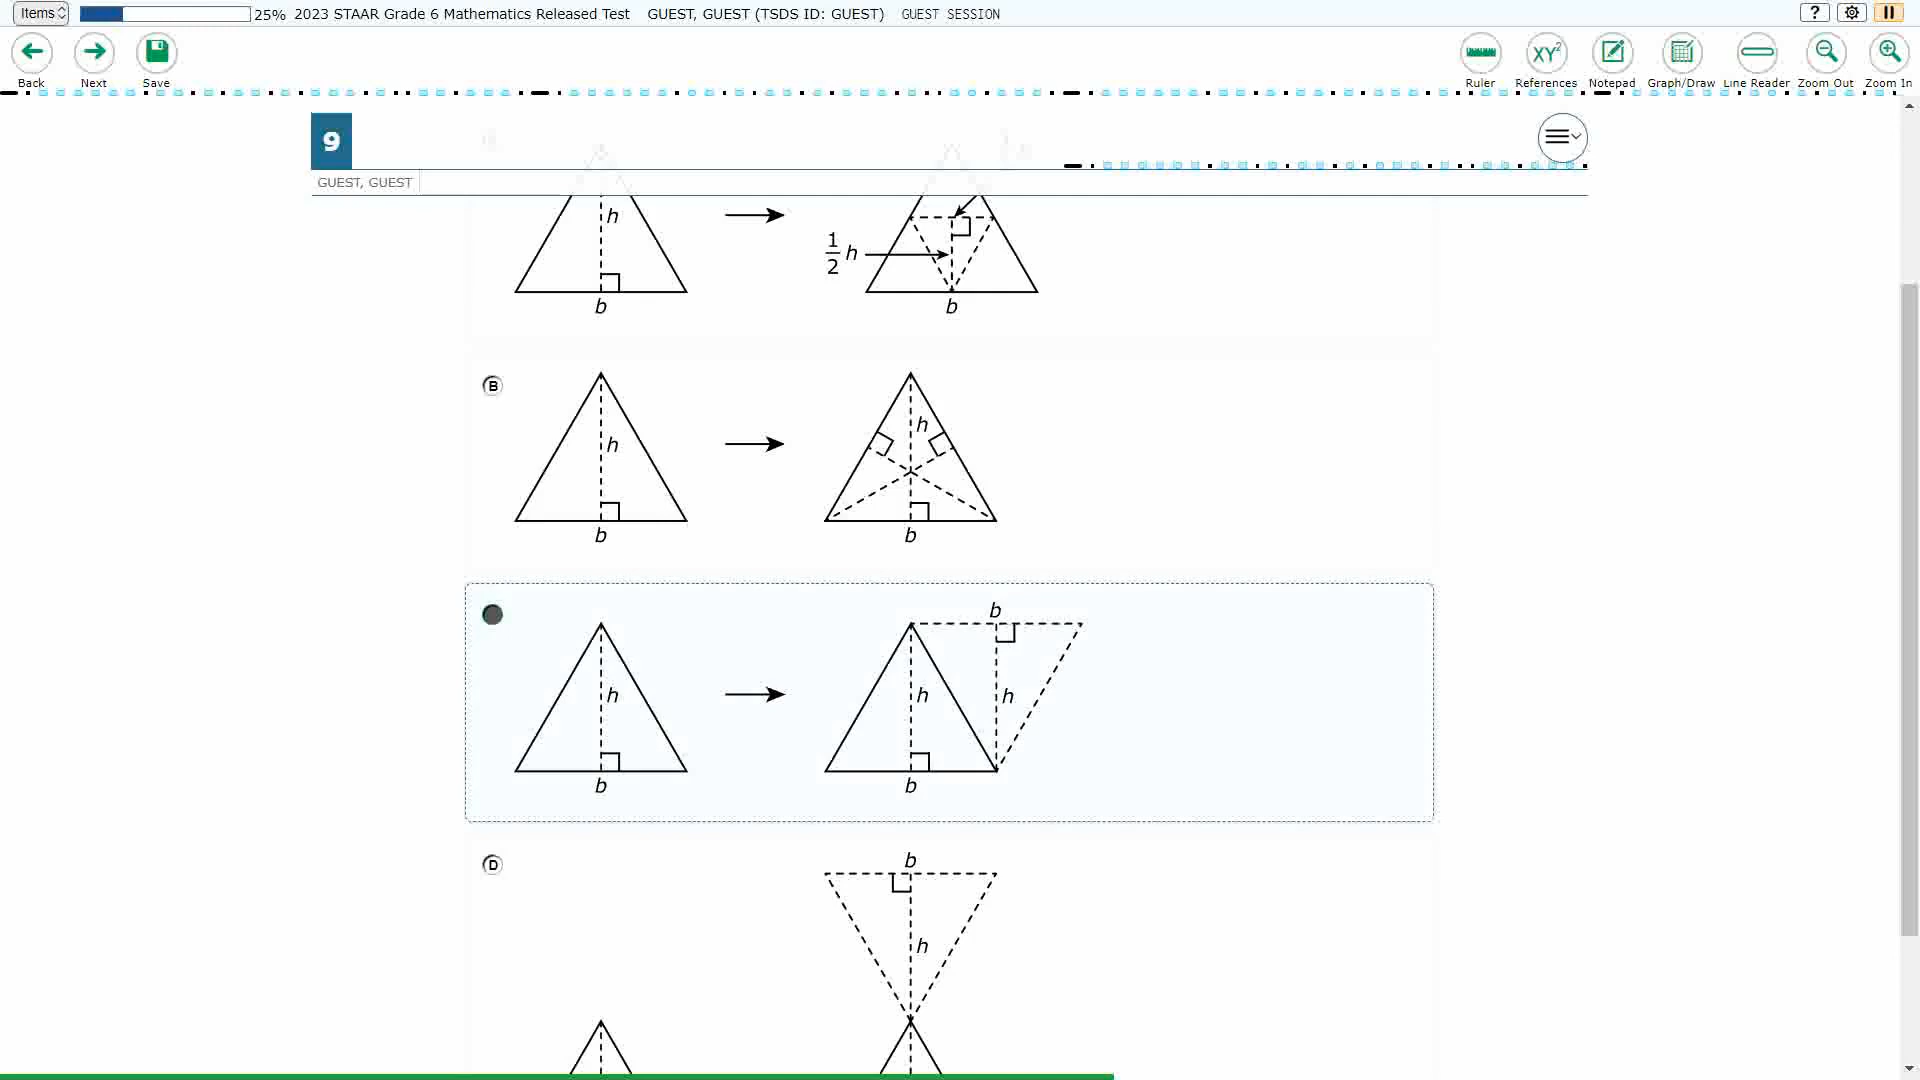 Items
25% 2023 STAAR Grade 6 Mathematics Released Test GUEST, GUEST (TSDS ID: GUEST) GUEST SESSION ?
XY²
Back Next Save Ruler References Notepad Graph/Draw Line Reader Zoom Out Zoom In
9
GUEST, GUEST
h
1/2 h
b b
B
h h
b b
b
h h h
b b
D
b
h